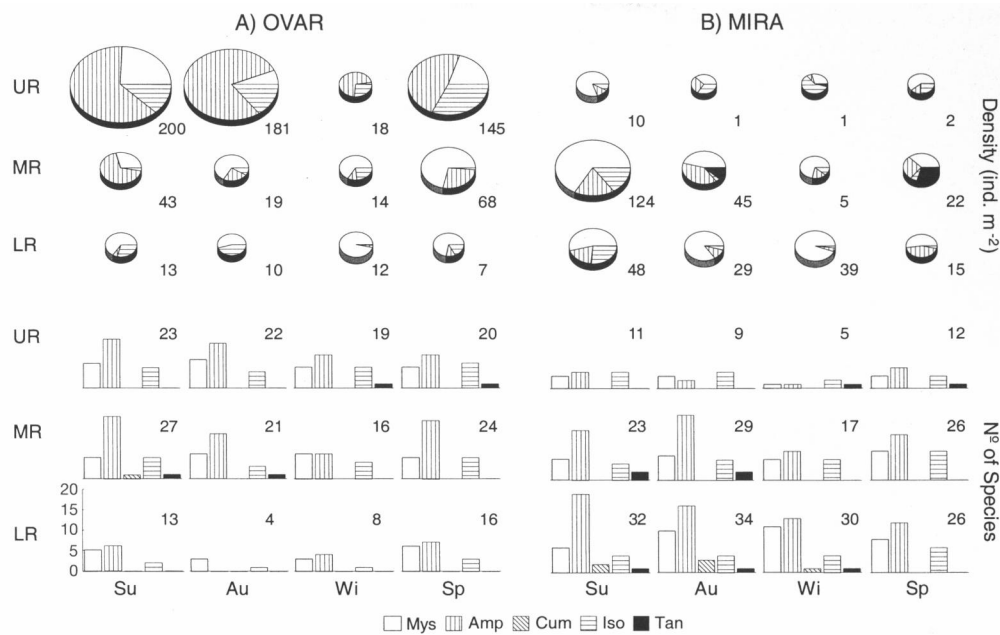 A) OVAR B) MIRA
UR 200 181 18 145 10 1 1 2
MR 43 19 14 68 124 45 5 22
LR 13 10 12 7 48 29 39 15
Density (ind. m-2)
UR 23 22 19 20 11 9 5 12
MR 27 21 16 24 23 29 17 26
20
15
10
5
0
LR 13 4 8 16 32 34 30 26
Nº of Species
Su Au Wi Sp Su Au Wi Sp
Mys Amp Cum Iso Tan